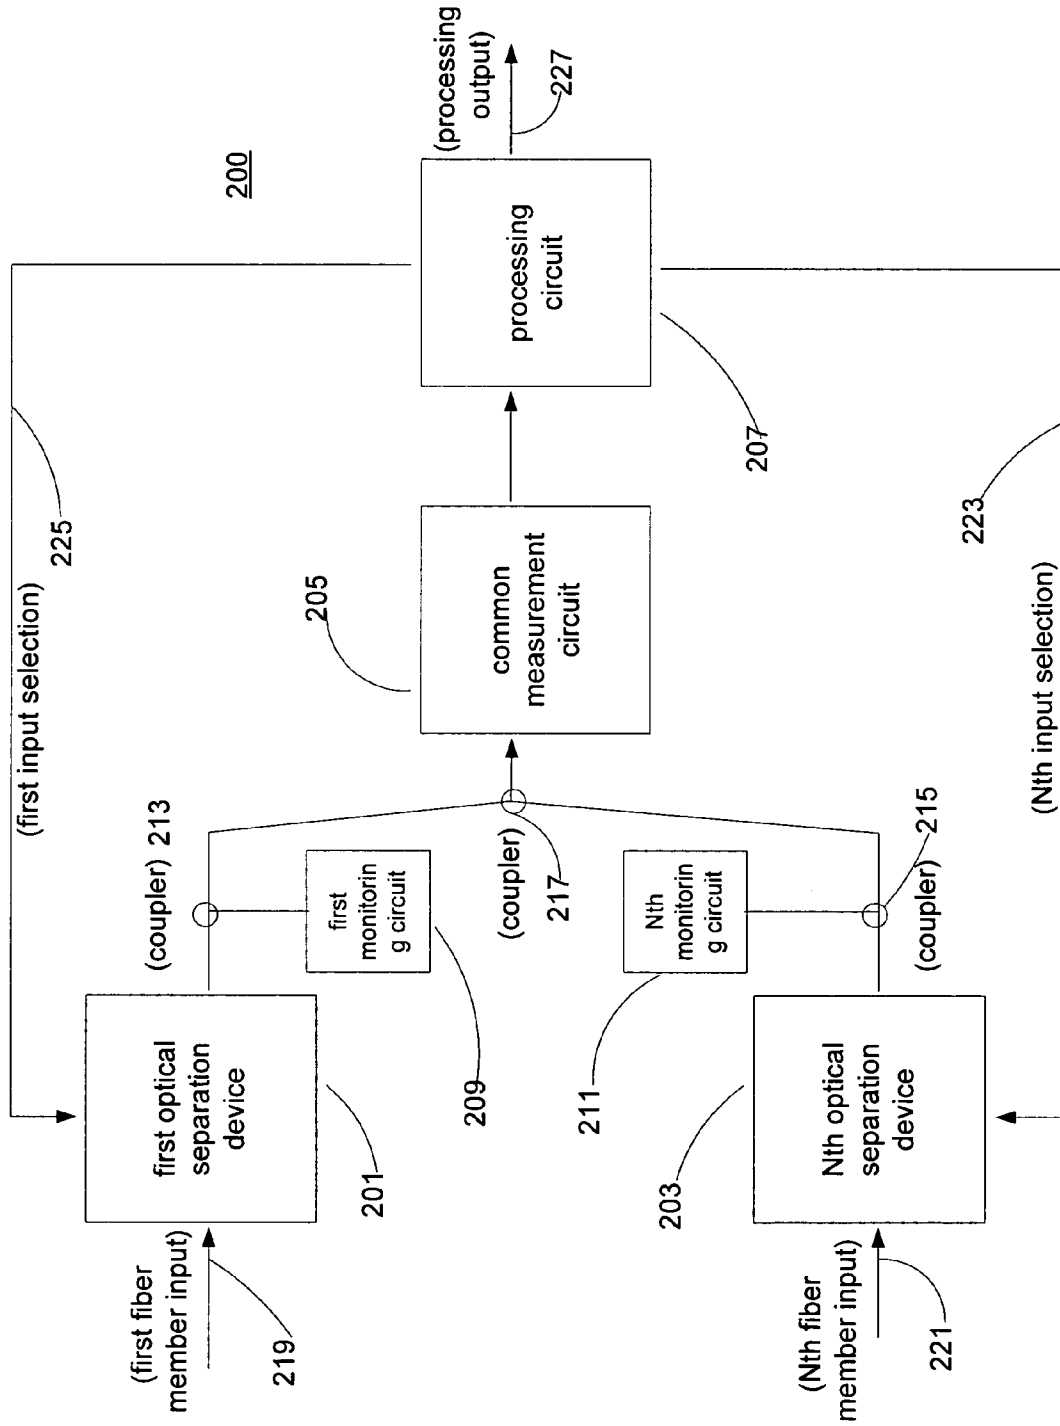 200
(first input selection)
225
(processing
output)
227
(first fiber
member input)
219
first optical
separation
device
201
(coupler) 213
first
monitorin
g circuit
209
(coupler)
217
common
measurement
circuit
205
processing
circuit
207
Nth
monitorin
g circuit
211
(coupler)
215
(Nth fiber
member input)
221
Nth optical
separation
device
203
(Nth input selection)
223